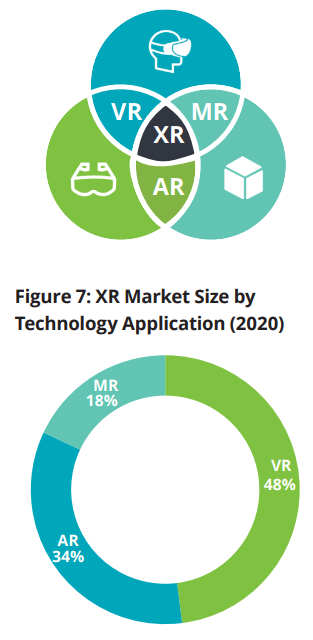 VR
MR
XR
AR
Figure 7: XR Market Size by
Technology Application (2020)
MR
18%
VR
48%
AR
34%